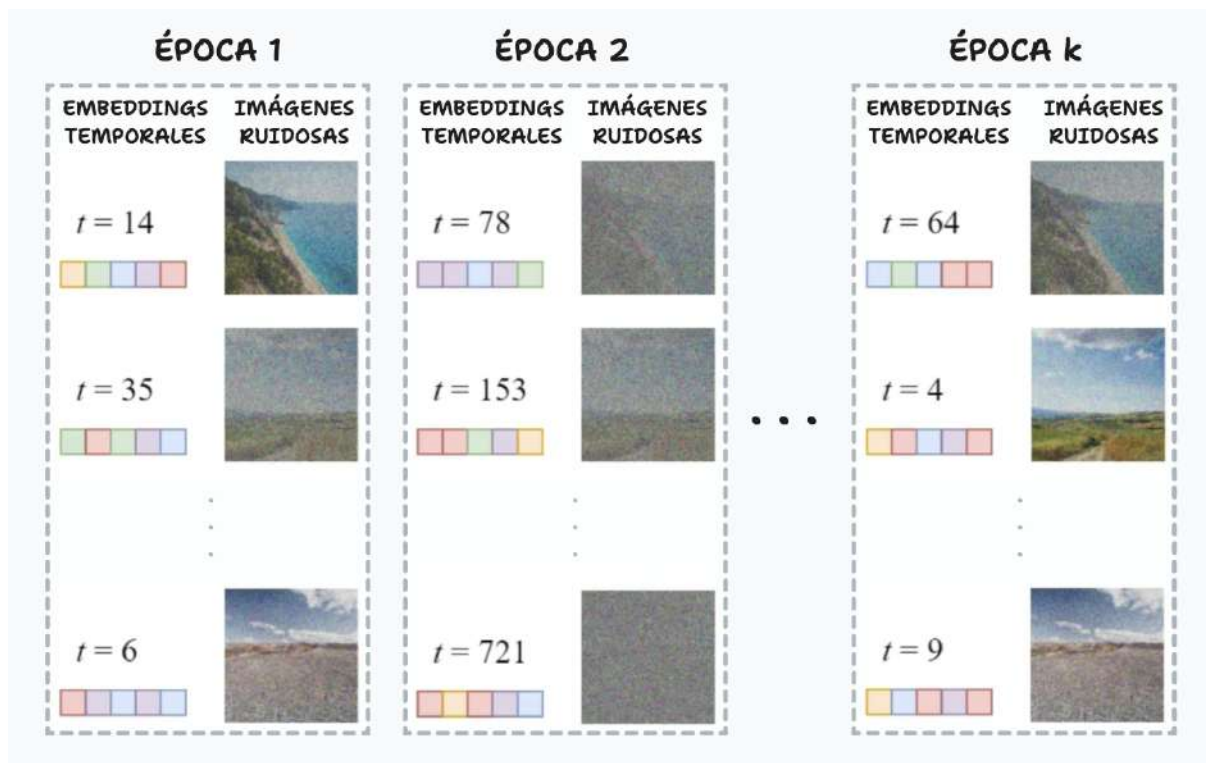 ÉPOCA 1
EMBEDDINGS TEMPORALES
IMÁGENES RUIDOSAS
t = 14
t = 35
t = 6
ÉPOCA 2
EMBEDDINGS TEMPORALES
IMÁGENES RUIDOSAS
t = 78
t = 153
t = 721
...
ÉPOCA k
EMBEDDINGS TEMPORALES
IMÁGENES RUIDOSAS
t = 64
t = 4
t = 9